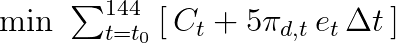 min ∑_{t=t_0}^{144} [ C_t + 5π_{d,t} e_t Δt ]